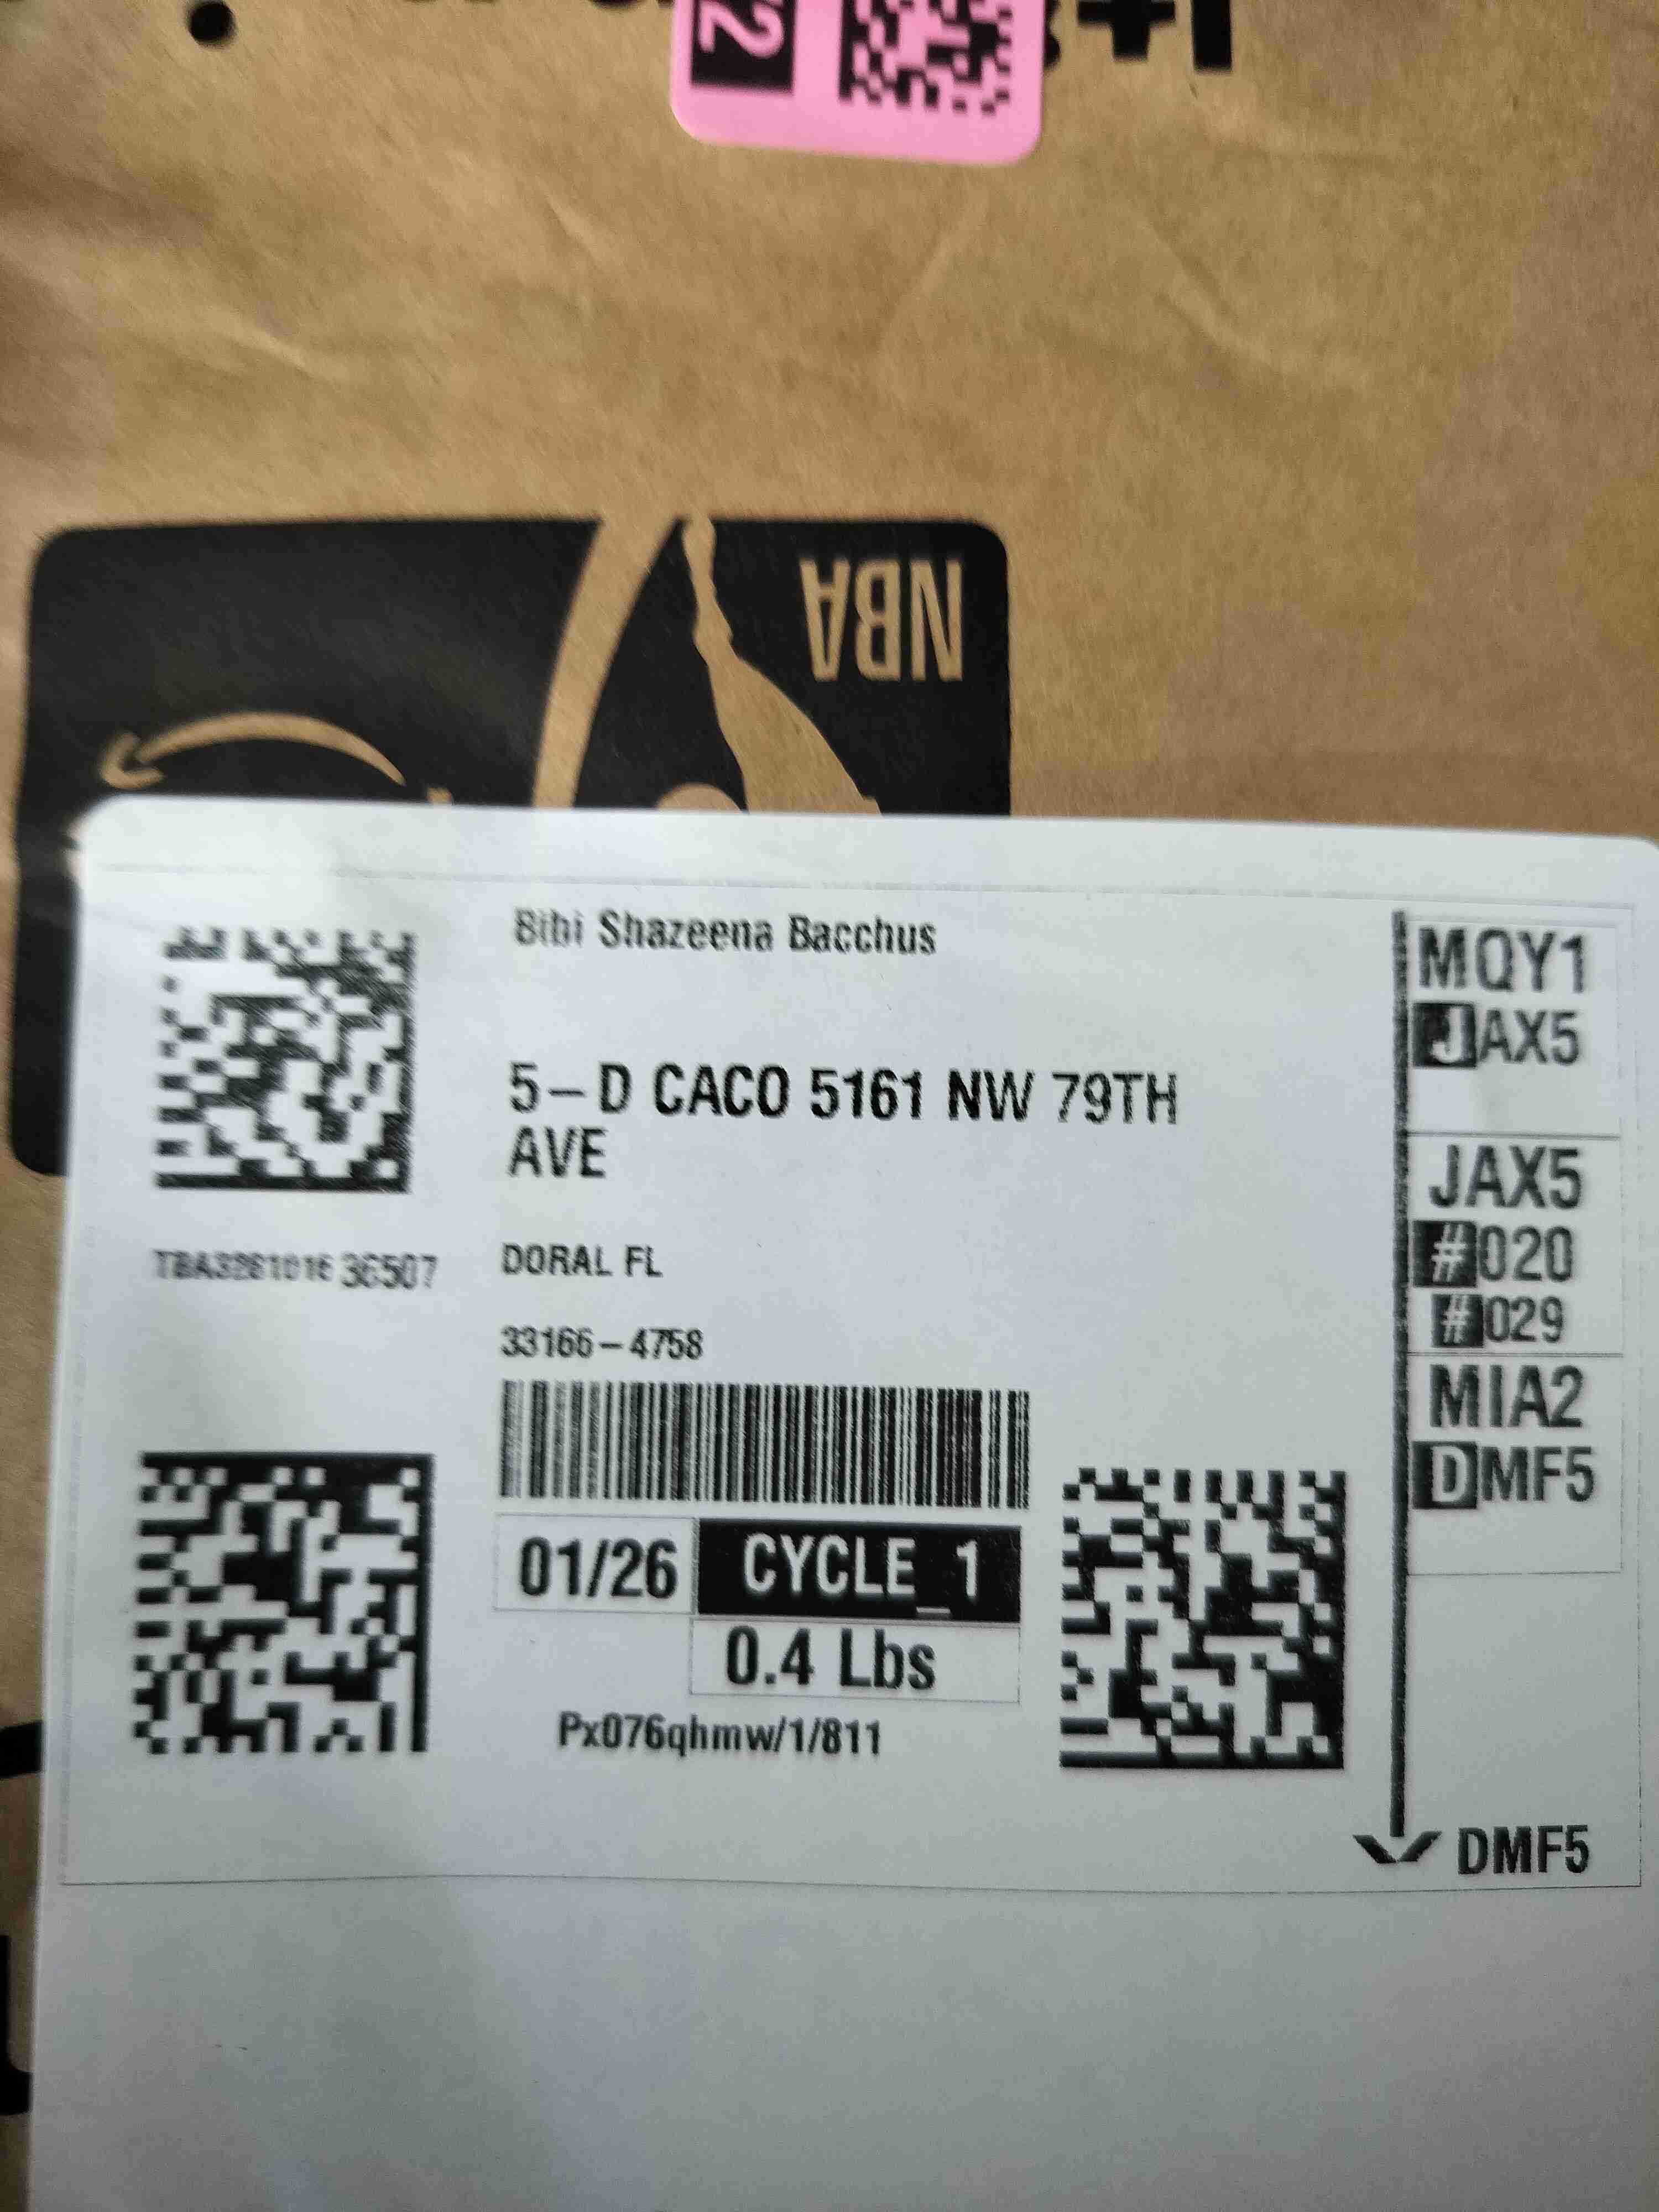 NBA
Bibi Shazeena Bacchus
5-D CACO 5161 NW 79TH
AVE
DORAL FL
33166-4758
01/26 CYCLE_1
0.4 Lbs
Px076qhmw/1/811
MQY1
JAX5
JAX5
#020
#029
MIA2
DMF5
DMF5